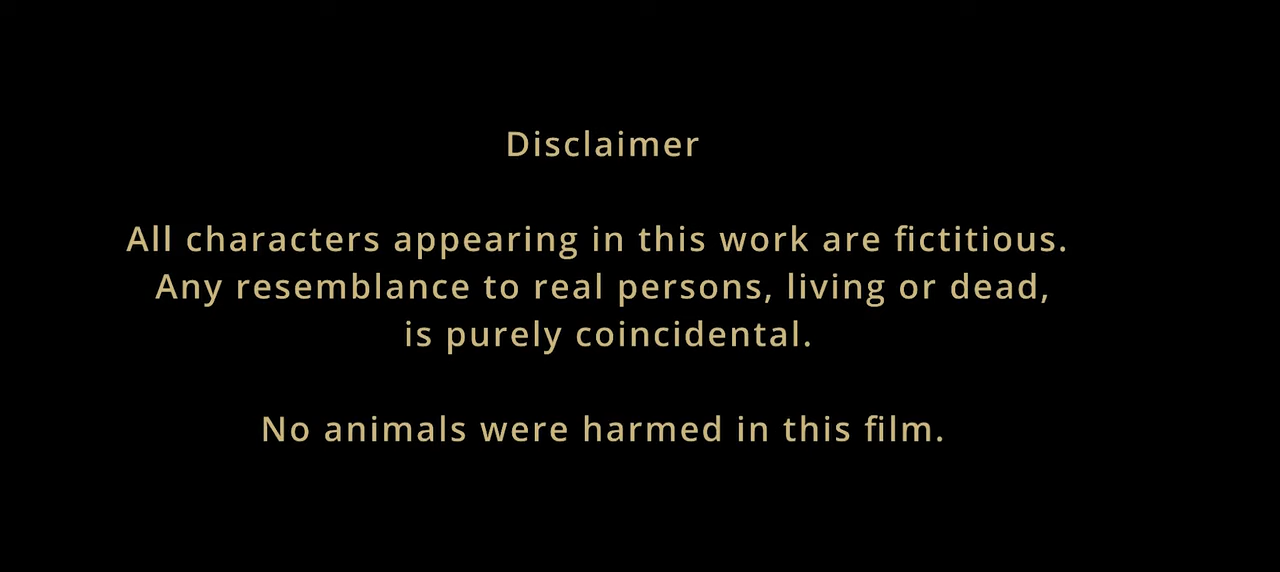 Disclaimer
All characters appearing in this work are fictitious.
Any resemblance to real persons, living or dead,
is purely coincidental.
No animals were harmed in this film.